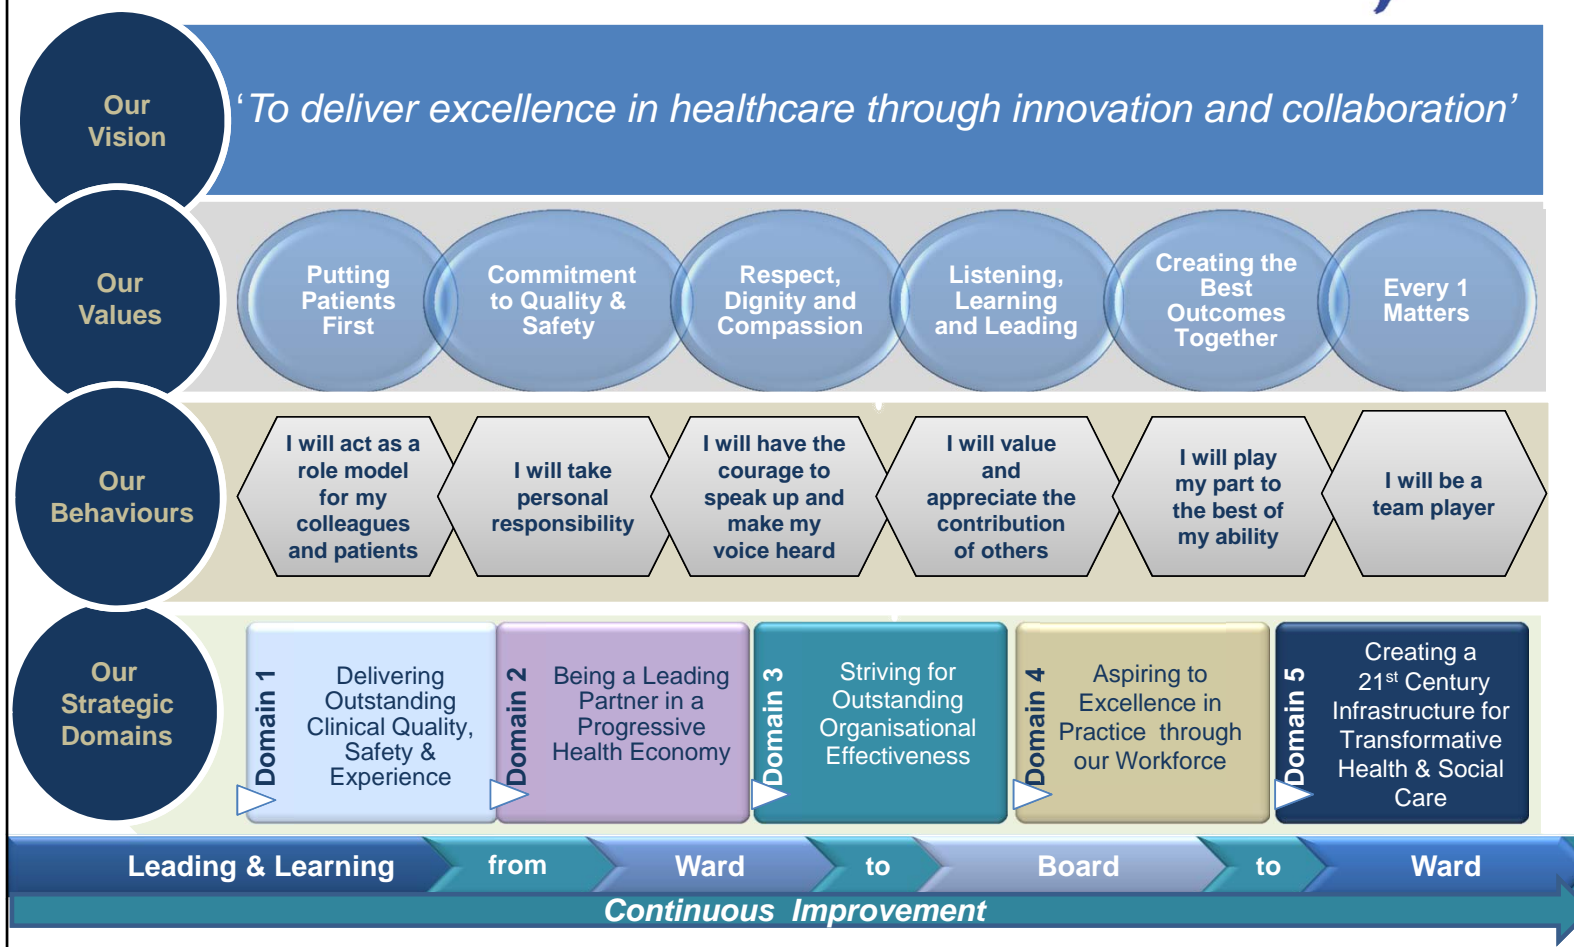 Our
Vision
‘To deliver excellence in healthcare through innovation and collaboration’
Our
Values
Putting
Patients
First
Commitment
to Quality &
Safety
Respect,
Dignity and
Compassion
Listening,
Learning
and Leading
Creating the
Best
Outcomes
Together
Every 1
Matters
Our
Behaviours
I will act as a
role model
for my
colleagues
and patients
I will take
personal
responsibility
I will have the
courage to
speak up and
make my
voice heard
I will value
and
appreciate the
contribution
of others
I will play
my part to
the best of
my ability
I will be a
team player
Our
Strategic
Domains
Domain 1
Delivering
Outstanding
Clinical Quality,
Safety &
Experience
Domain 2
Being a Leading
Partner in a
Progressive
Health Economy
Domain 3
Striving for
Outstanding
Organisational
Effectiveness
Domain 4
Aspiring to
Excellence in
Practice through
our Workforce
Domain 5
Creating a
21st Century
Infrastructure for
Transformative
Health & Social
Care
Leading & Learning from Ward to Board to Ward
Continuous Improvement